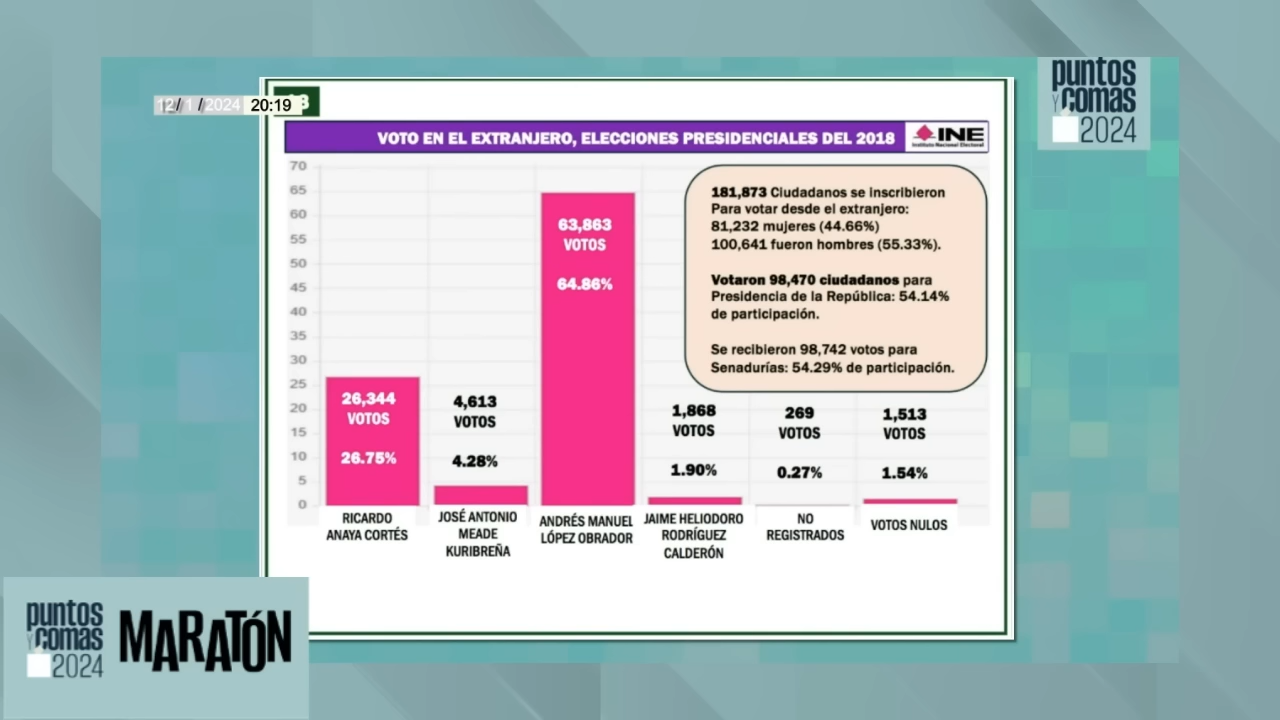 puntos
y comas
2024
12/1/2024 20:19
VOTO EN EL EXTRANJERO, ELECCIONES PRESIDENCIALES DEL 2018
INE
Instituto Nacional Electoral
70
65
60
55
50
45
40
35
30
25
20
15
10
5
0
181,873 Ciudadanos se inscribieron
Para votar desde el extranjero:
81,232 mujeres (44.66%)
100,641 fueron hombres (55.33%).
Votaron 98,470 ciudadanos para
Presidencia de la República: 54.14%
de participación.
Se recibieron 98,742 votos para
Senadurías: 54.29% de participación.
26,344
VOTOS
26.75%
4,613
VOTOS
4.28%
63,863
VOTOS
64.86%
1,868
VOTOS
1.90%
269
VOTOS
0.27%
1,513
VOTOS
1.54%
RICARDO
ANAYA CORTÉS
JOSÉ ANTONIO
MEADE
KURIBREÑA
ANDRÉS MANUEL
LÓPEZ OBRADOR
JAIME HELIODORO
RODRÍGUEZ
CALDERÓN
NO
REGISTRADOS
VOTOS NULOS
puntos
y comas
2024
MARATÓN